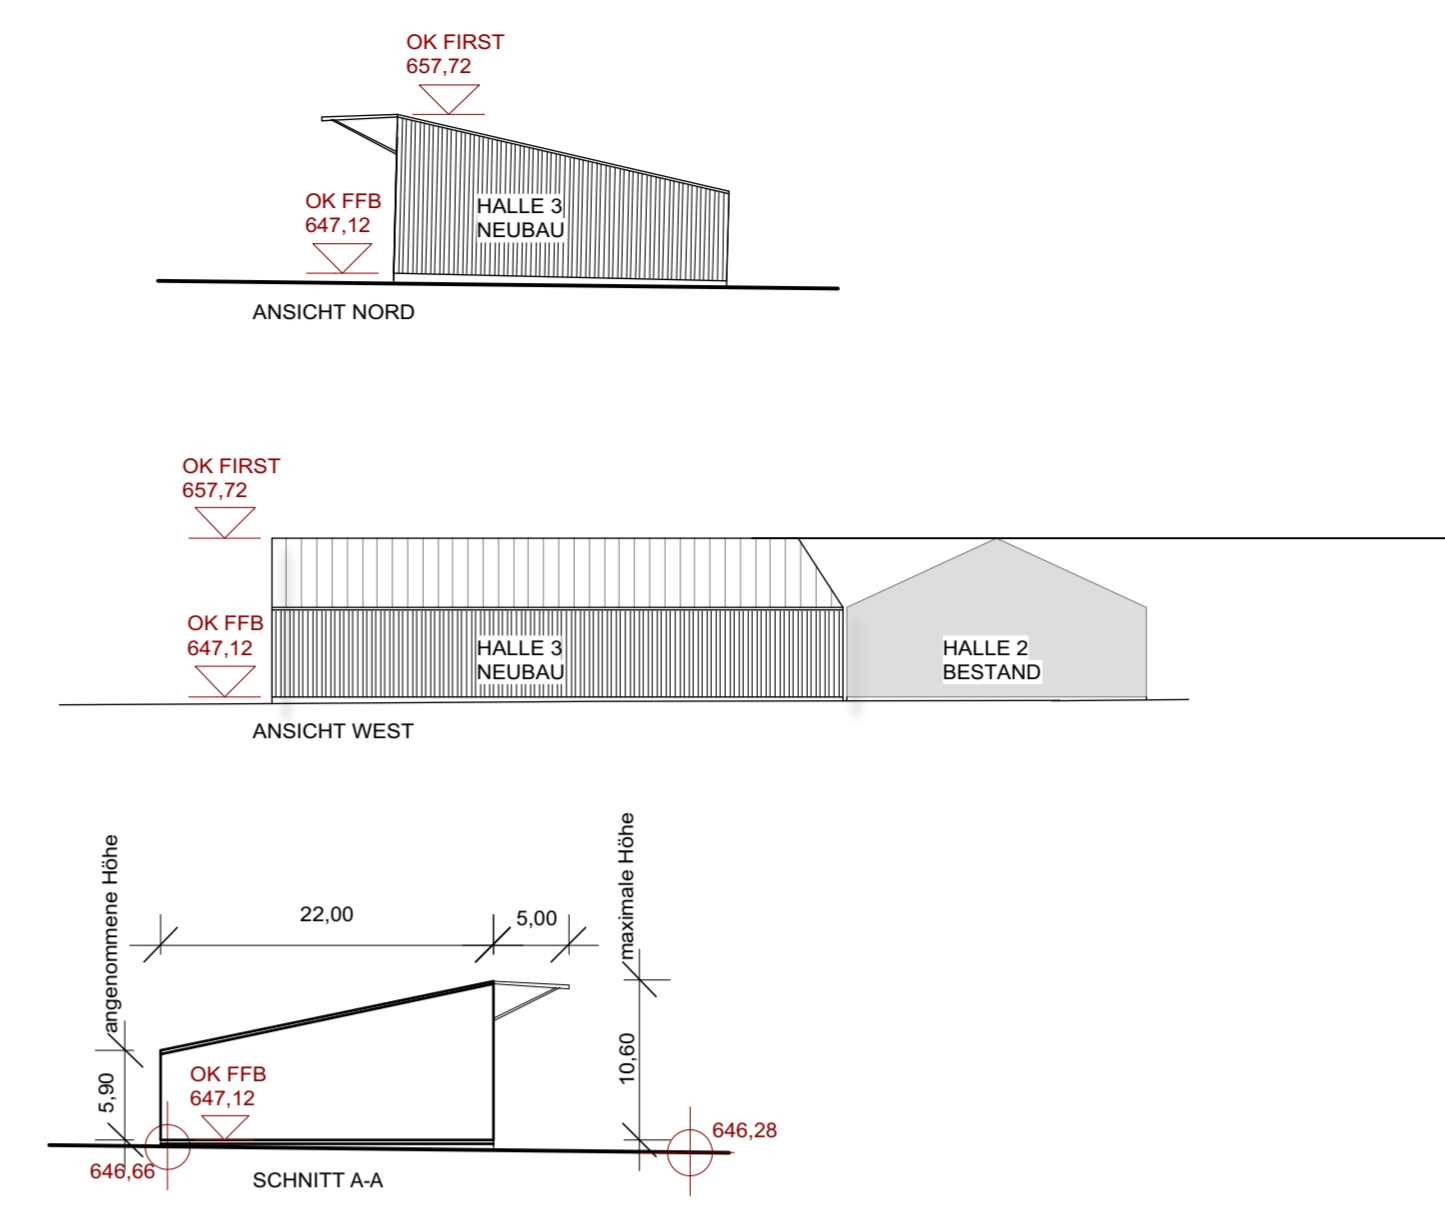 OK FIRST
657,72
OK FFB
647,12
HALLE 3
NEUBAU
ANSICHT NORD
OK FIRST
657,72
OK FFB
647,12
HALLE 3
NEUBAU
HALLE 2
BESTAND
ANSICHT WEST
angenommene Höhe
maximale Höhe
22,00
5,00
5,90
10,60
OK FFB
647,12
646,66
646,28
SCHNITT A-A